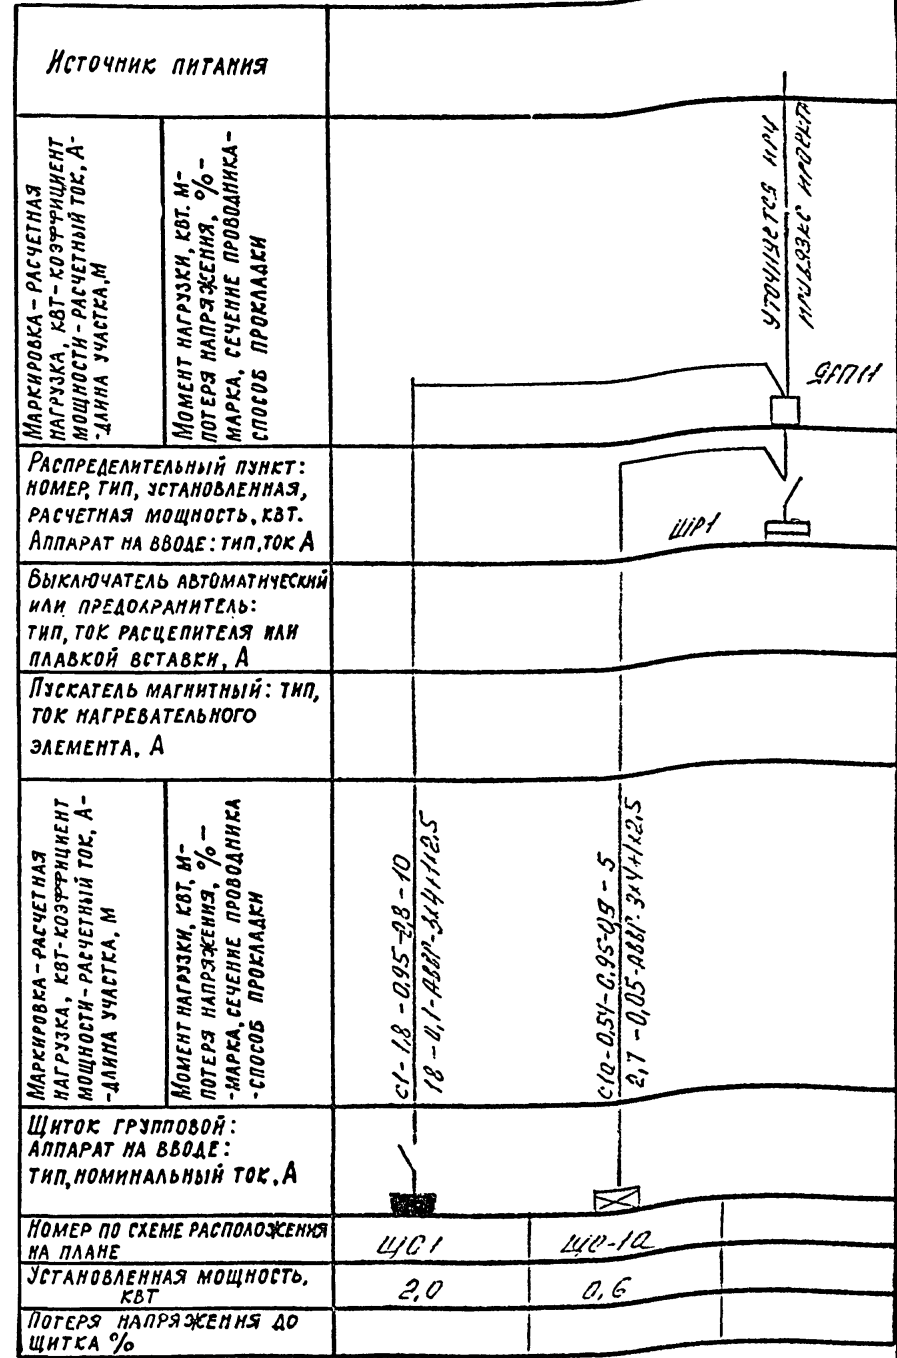 Источник питания
Маркировка – расчетная
нагрузка, кВт – коэффициент
мощности – расчетный ток, А –
– длина участка, м
Момент нагрузки, кВт. м –
потеря напряжения, % –
марка, сечение проводника –
способ прокладки
уточняется при
привязке проекта
Распределительный пункт:
номер, тип, установленная,
расчетная мощность, кВт.
Аппарат на вводе: тип, ток А
ШР1
Выключатель автоматический
или предохранитель:
тип, ток расцепителя или
плавкой вставки, А
Пускатель магнитный: тип,
ток нагревательного
элемента, А
Маркировка – расчетная
нагрузка, кВт – коэффициент
мощности – расчетный ток, А –
– длина участка, м
Момент нагрузки, кВт, м –
потеря напряжения, % –
– марка, сечение проводника
– способ прокладки
с1 – 1,8 – 0,95 – 2,8 – 10
18 – 0,1 – АВВГ – 3х4+1х2,5
с1а – 0,54 – 0,95 – 0,9 – 5
2,7 – 0,05 – АВВГ – 3х4+1х2,5
Щиток групповой:
аппарат на вводе:
тип, номинальный ток, А
Номер по схеме расположения
на плане
ЩО1
ЩО-1а
Установленная мощность,
кВт
2,0
0,6
Потеря напряжения до
щитка %